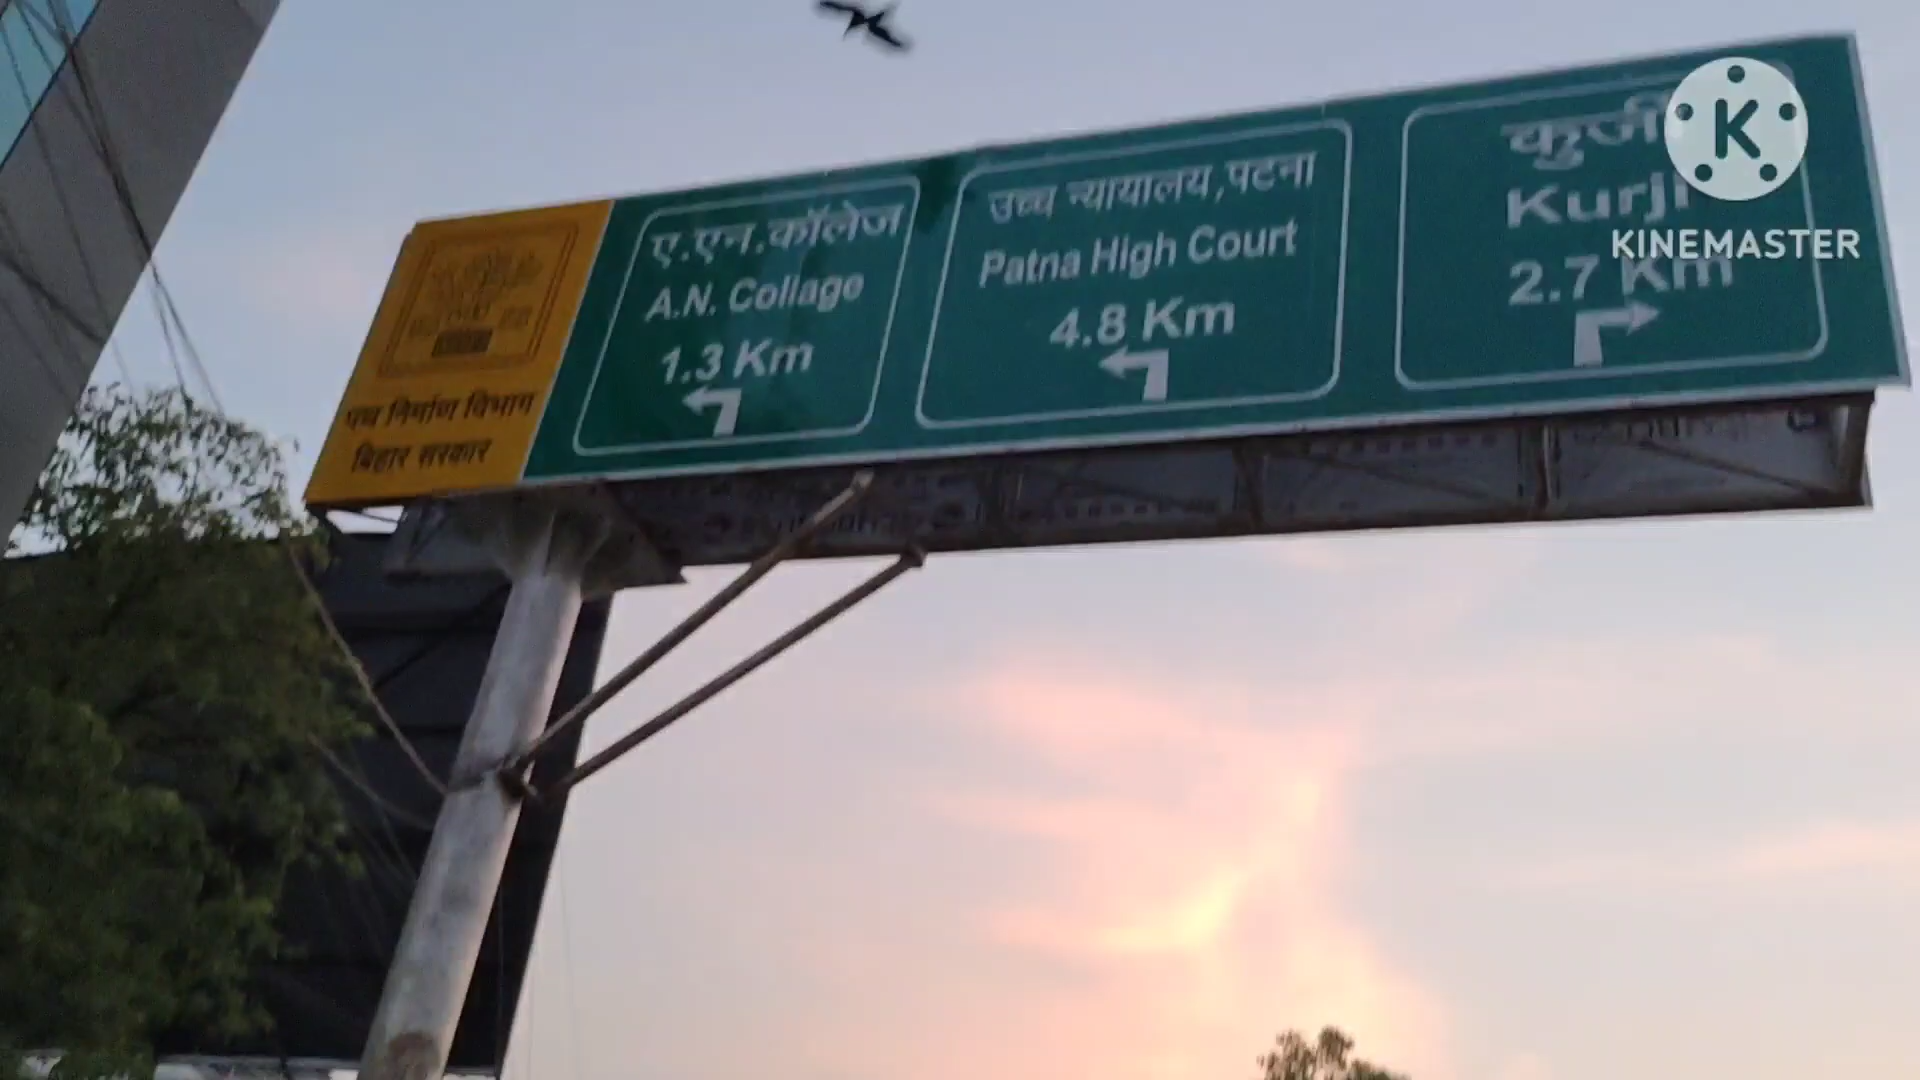 पथ निर्माण विभाग
बिहार सरकार
ए.एन.कॉलेज
A.N. Collage
1.3 Km
उच्च न्यायालय,पटना
Patna High Court
4.8 Km
कुर्जी
Kurji
2.7 Km
K
KINEMASTER